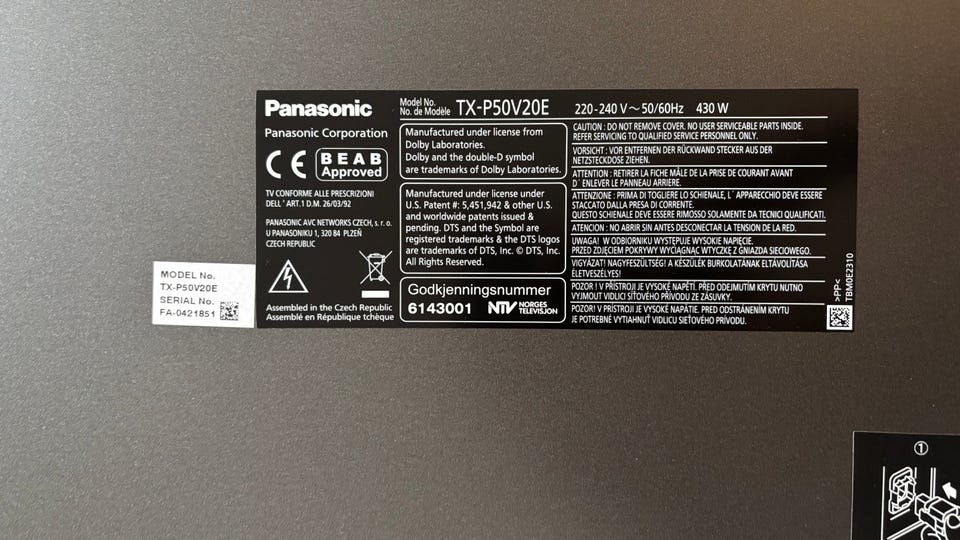 Panasonic
Panasonic Corporation
CE
BEAB
Approved
TV CONFORME ALLE PRESCRIZIONI
DELL' ART.1 D.M. 26/03/92
PANASONIC AVC NETWORKS CZECH, s. r. o.
U PANASONIKU 1, 320 84 PLZEŇ
CZECH REPUBLIC
Assembled in the Czech Republic
Assemblé en République tchèque
Model No.
No. de Modèle
TX-P50V20E
220-240 V ~ 50/60Hz 430 W
Manufactured under license from
Dolby Laboratories.
Dolby and the double-D symbol
are trademarks of Dolby Laboratories.
Manufactured under license under
U.S. Patent #: 5,451,942 & other U.S.
and worldwide patents issued &
pending. DTS and the Symbol are
registered trademarks & the DTS logos
are trademarks of DTS, Inc. © DTS, Inc.
All Rights Reserved.
Godkjenningsnummer
6143001 NTV NORGES
TELEVISJON
CAUTION : DO NOT REMOVE COVER. NO USER SERVICEABLE PARTS INSIDE.
REFER SERVICING TO QUALIFIED SERVICE PERSONNEL ONLY.
VORSICHT : VOR ENTFERNEN DER RÜCKWAND STECKER AUS DER
NETZSTECKDOSE ZIEHEN.
ATTENTION : RETIRER LA FICHE MÂLE DE LA PRISE DE COURANT AVANT
D' ENLEVER LE PANNEAU ARRIERE.
ATTENZIONE : PRIMA DI TOGLIERE LO SCHIENALE, L' APPARECCHIO DEVE ESSERE
STACCATO DALLA PRESA DI CORRENTE.
QUESTO SCHIENALE DEVE ESSERE RIMOSSO SOLAMENTE DA TECNICI QUALIFICATI.
ATENCION : NO ABRIR SIN ANTES DESCONECTAR LA TENSION DE LA RED.
UWAGA! W ODBIORNIKU WYSTĘPUJE WYSOKIE NAPIĘCIE.
PRZED ZDJĘCIEM POKRYWY WYCIĄGNĄĆ WTYCZKĘ Z GNIAZDA SIECIOWEGO.
VIGYÁZAT! NAGYFESZÜLTSÉG! A KÉSZÜLÉK BURKOLATÁNAK ELTÁVOLÍTÁSA
ÉLETVESZÉLYES!
POZOR ! V PŘÍSTROJI JE VYSOKÉ NAPĚTÍ. PŘED ODEJMUTÍM KRYTU NUTNO
VYJMOUT VIDLICI SÍŤOVÉHO PŘÍVODU ZE ZÁSUVKY.
POZOR! V PRÍSTROJI JE VYSOKÉ NAPÄTIE. PRED ODSTRÁNENÍM KRYTU
JE POTREBNÉ VYTIAHNUŤ VIDLICU SIEŤOVÉHO PRÍVODU.
>PP<
TBM0E2310
MODEL No.
TX-P50V20E
SERIAL No.
FA-0421851
①